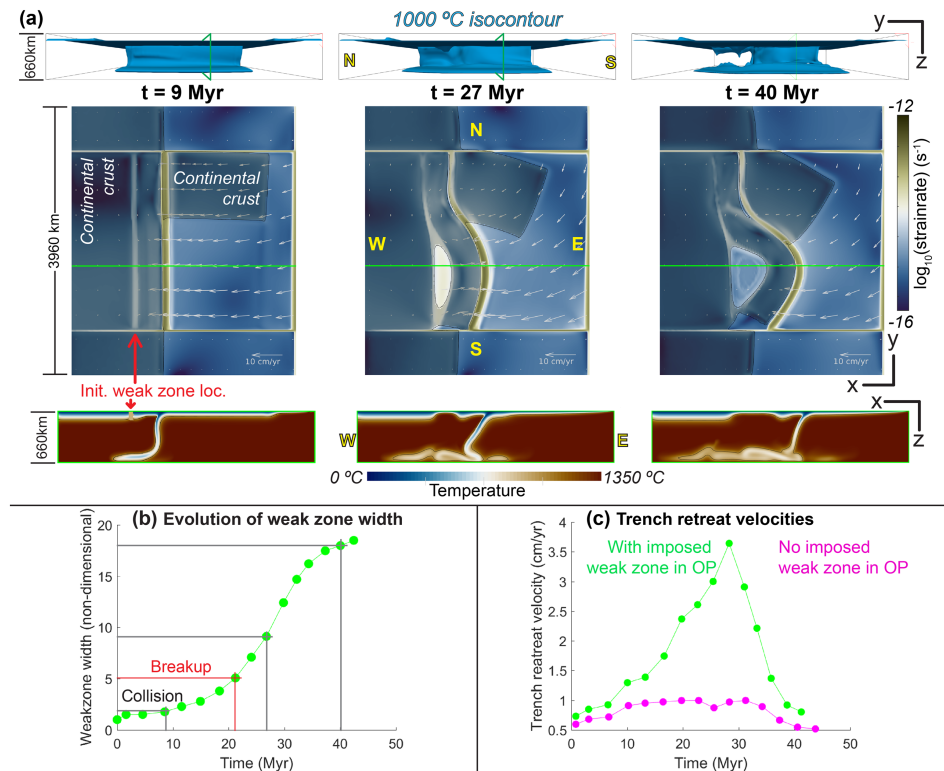 (a)
1000 ºC isocontour
660km
N
S
y
z
t = 9 Myr
t = 27 Myr
t = 40 Myr
3960 km
Continental
crust
Continental
crust
10 cm/yr
N
W
E
S
10 cm/yr
10 cm/yr
-12
log10(strainrate) (s-1)
-16
y
x
Init. weak zone loc.
x
z
660km
W
E
0 ºC
1350 ºC
Temperature
(b) Evolution of weak zone width
Weakzone width (non-dimensional)
20
15
10
5
0
Breakup
Collision
0
10
20
30
40
50
Time (Myr)
(c) Trench retreat velocities
Trench reatreat velocity (cm/yr)
4
3.5
3
2.5
2
1.5
1
0.5
With imposed
weak zone in OP
No imposed
weak zone in OP
0
10
20
30
40
50
Time (Myr)